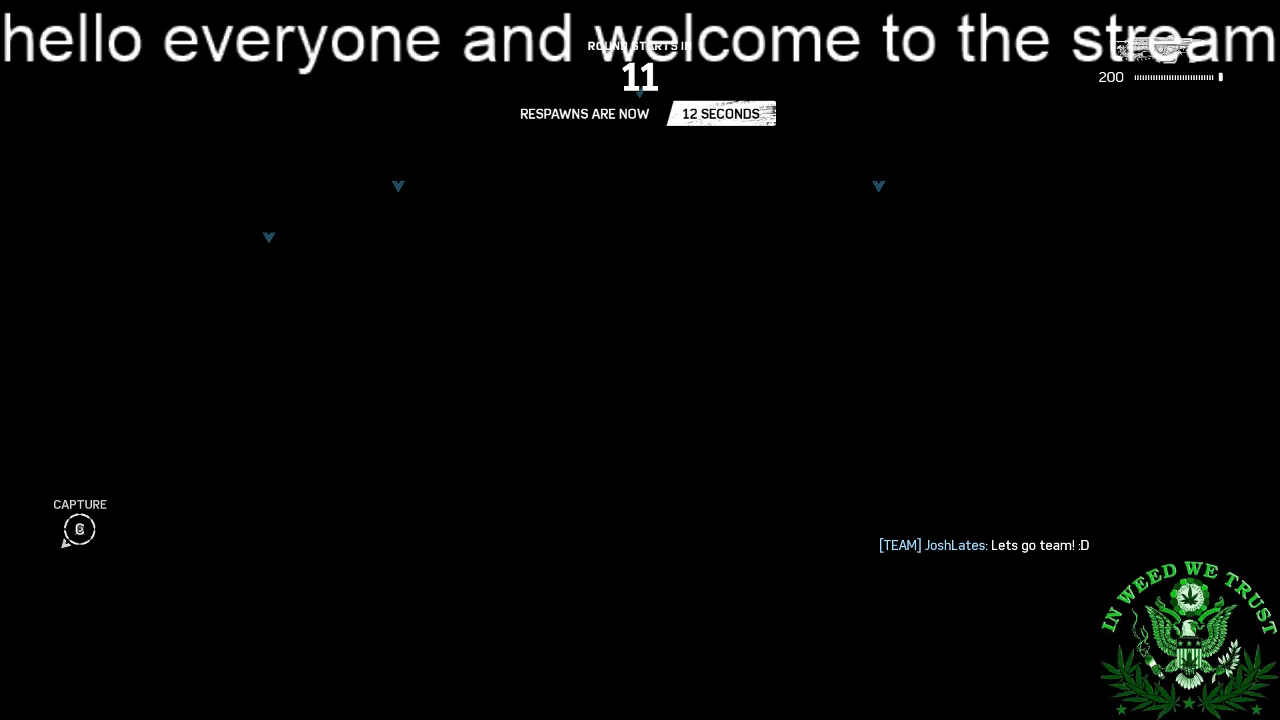 hello everyone and welcome to the stream
ROUND STARTS IN
11
200
RESPAWNS ARE NOW 12 SECONDS
CAPTURE
[TEAM] JoshLates: Lets go team! :D
IN WEED WE TRUST